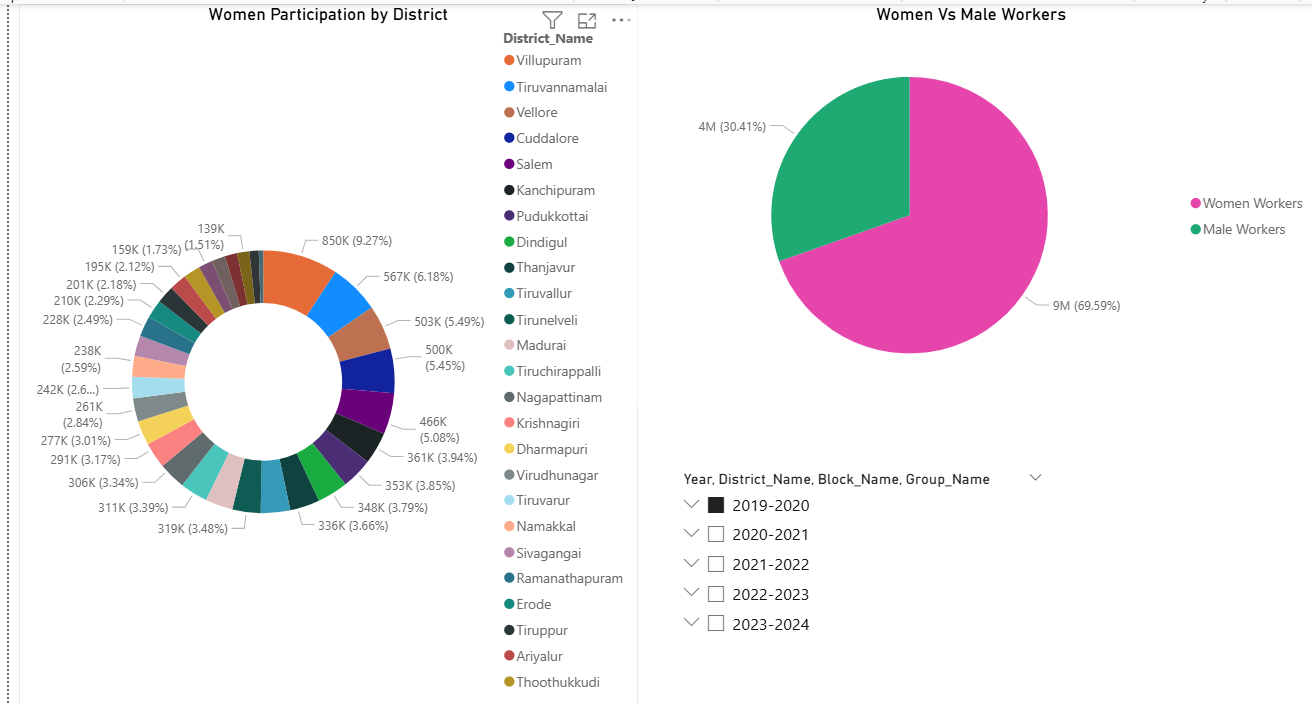 Women Participation by District
District_Name
Villupuram
Tiruvannamalai
Vellore
Cuddalore
Salem
Kanchipuram
Pudukkottai
Dindigul
Thanjavur
Tiruvallur
Tirunelveli
Madurai
Tiruchirappalli
Nagapattinam
Krishnagiri
Dharmapuri
Virudhunagar
Tiruvarur
Namakkal
Sivagangai
Ramanathapuram
Erode
Tiruppur
Ariyalur
Thoothukkudi
850K (9.27%)
567K (6.18%)
503K (5.49%)
500K
(5.45%)
466K
(5.08%)
361K (3.94%)
353K (3.85%)
348K (3.79%)
336K (3.66%)
319K (3.48%)
311K (3.39%)
306K (3.34%)
291K (3.17%)
277K (3.01%)
261K
(2.84%)
242K (2.6...)
238K
(2.59%)
228K (2.49%)
210K (2.29%)
201K (2.18%)
195K (2.12%)
159K (1.73%)
139K
(1.51%)
Women Vs Male Workers
4M (30.41%)
9M (69.59%)
Women Workers
Male Workers
Year, District_Name, Block_Name, Group_Name
2019-2020
2020-2021
2021-2022
2022-2023
2023-2024